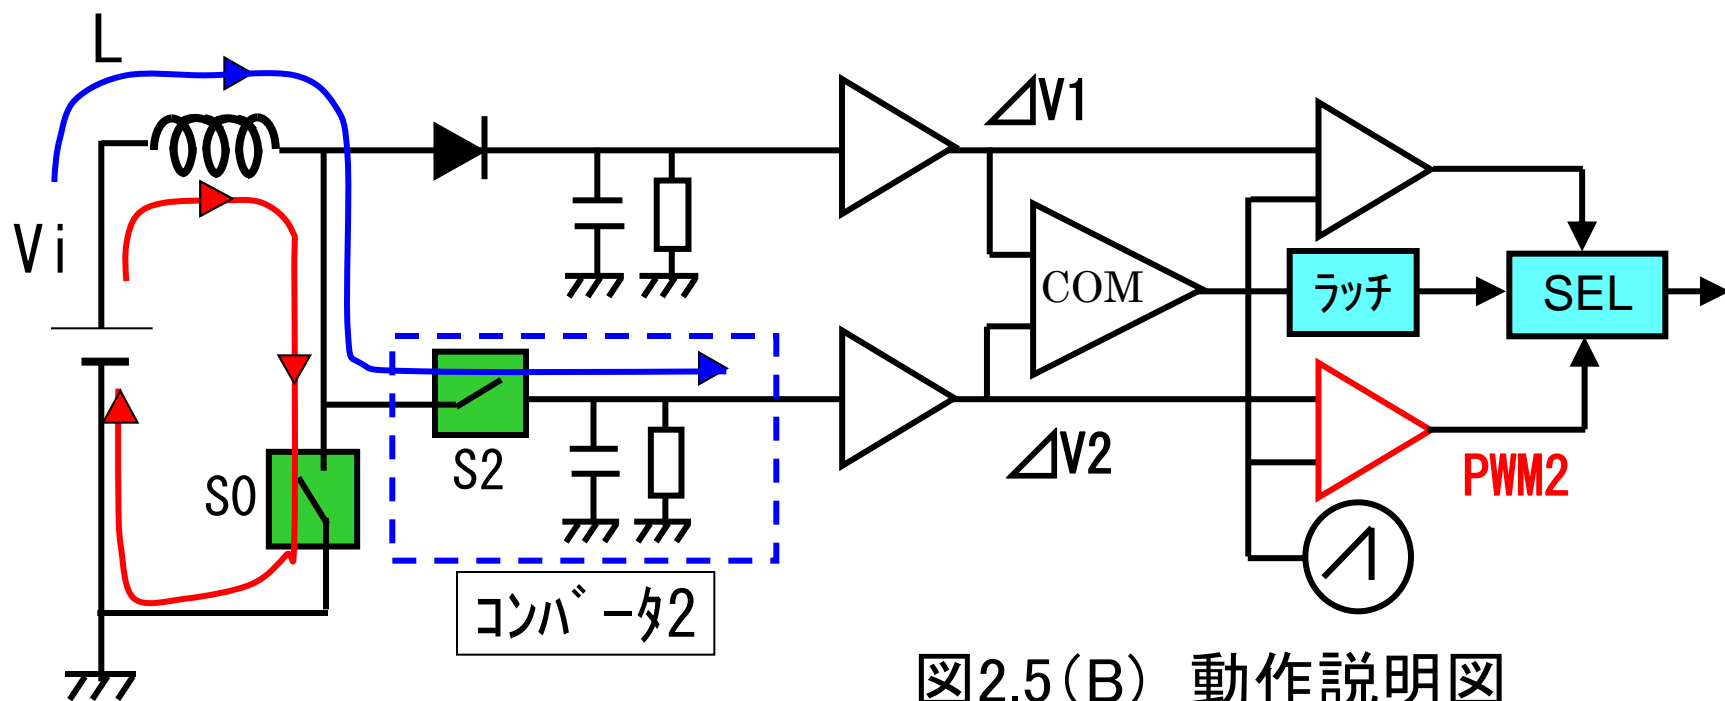 L
⊿V1
Vi
COM
ラッチ
SEL
⊿V2
S2
PWM2
S0
コンバータ2
図2.5(B) 動作説明図